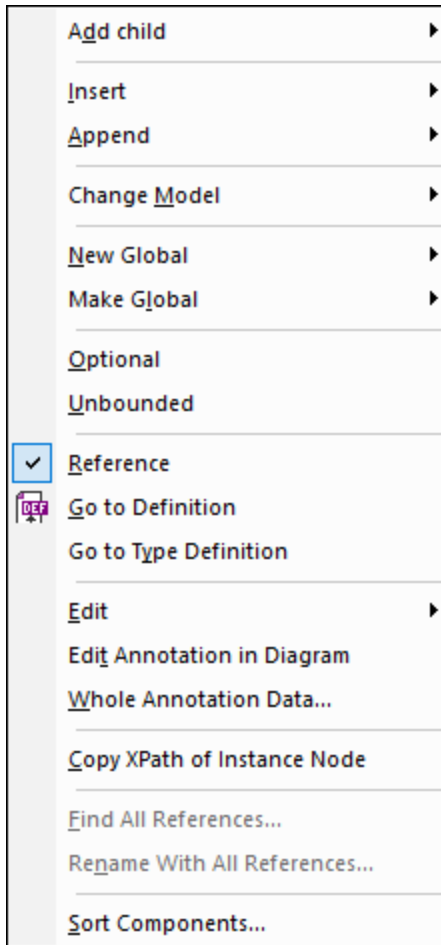 Add child
Insert
Append
Change Model
New Global
Make Global
Optional
Unbounded
Reference
DEF Go to Definition
Go to Type Definition
Edit
Edit Annotation in Diagram
Whole Annotation Data...
Copy XPath of Instance Node
Find All References...
Rename With All References...
Sort Components...